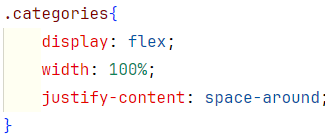 .categories{
    display: flex;
    width: 100%;
    justify-content: space-around;
}